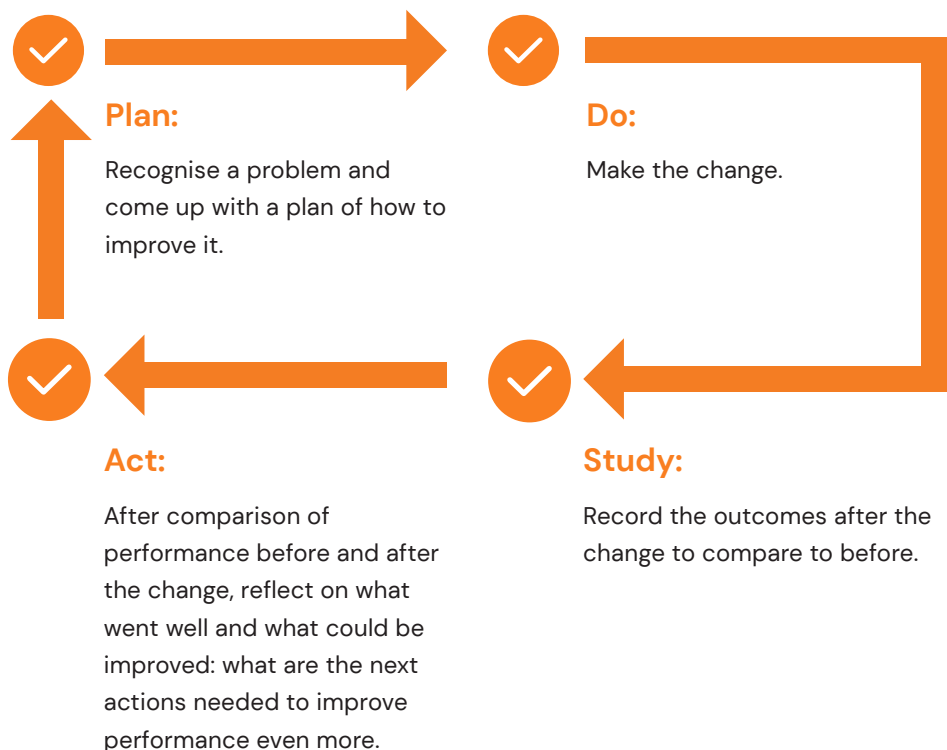 Plan:
Recognise a problem and
come up with a plan of how to
improve it.
Do:
Make the change.
Study:
Record the outcomes after the
change to compare to before.
Act:
After comparison of
performance before and after
the change, reflect on what
went well and what could be
improved: what are the next
actions needed to improve
performance even more.